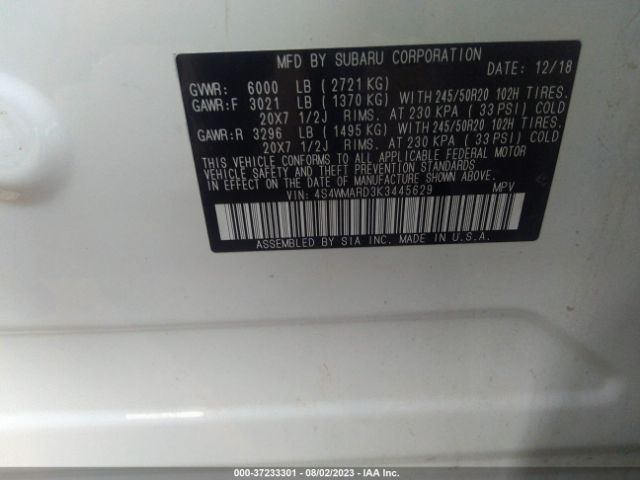 MFD BY SUBARU CORPORATION
DATE: 12/18
GVWR: 6000 LB ( 2721 KG)
GAWR:F 3021 LB ( 1370 KG) WITH 245/50R20 102H TIRES.
20X7 1/2J RIMS. AT 230 KPA ( 33 PSI) COLD
GAWR:R 3296 LB ( 1495 KG) WITH 245/50R20 102H TIRES.
20X7 1/2J RIMS. AT 230 KPA ( 33 PSI) COLD
THIS VEHICLE CONFORMS TO ALL APPLICABLE FEDERAL MOTOR
VEHICLE SAFETY AND THEFT PREVENTION STANDARDS
IN EFFECT ON THE DATE OF MANUFACTURE SHOWN ABOVE.
VIN: 4S4WMARD3K3445629 MPV
ASSEMBLED BY SIA INC. MADE IN U.S.A.
000-37233301 - 08/02/2023 - IAA Inc.